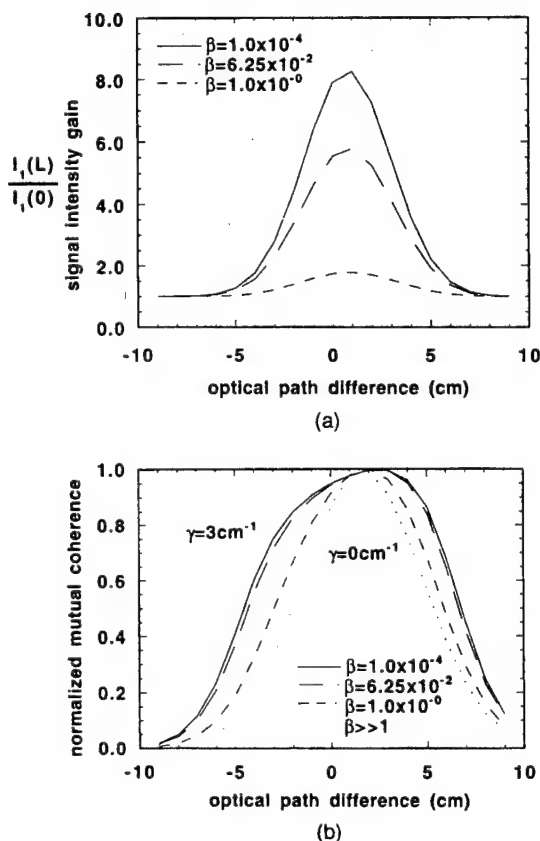 10.0
8.0
6.0
4.0
2.0
0.0
β=1.0x10⁻⁴
β=6.25x10⁻²
β=1.0x10⁻⁰
I₁(L)
I₁(0)
signal intensity gain
-10 -5 0 5 10
optical path difference (cm)
(a)
1.0
0.8
0.6
0.4
0.2
0.0
normalized mutual coherence
γ=3cm⁻¹
γ=0cm⁻¹
β=1.0x10⁻⁴
β=6.25x10⁻²
β=1.0x10⁻⁰
β>>1
-10 -5 0 5 10
optical path difference (cm)
(b)